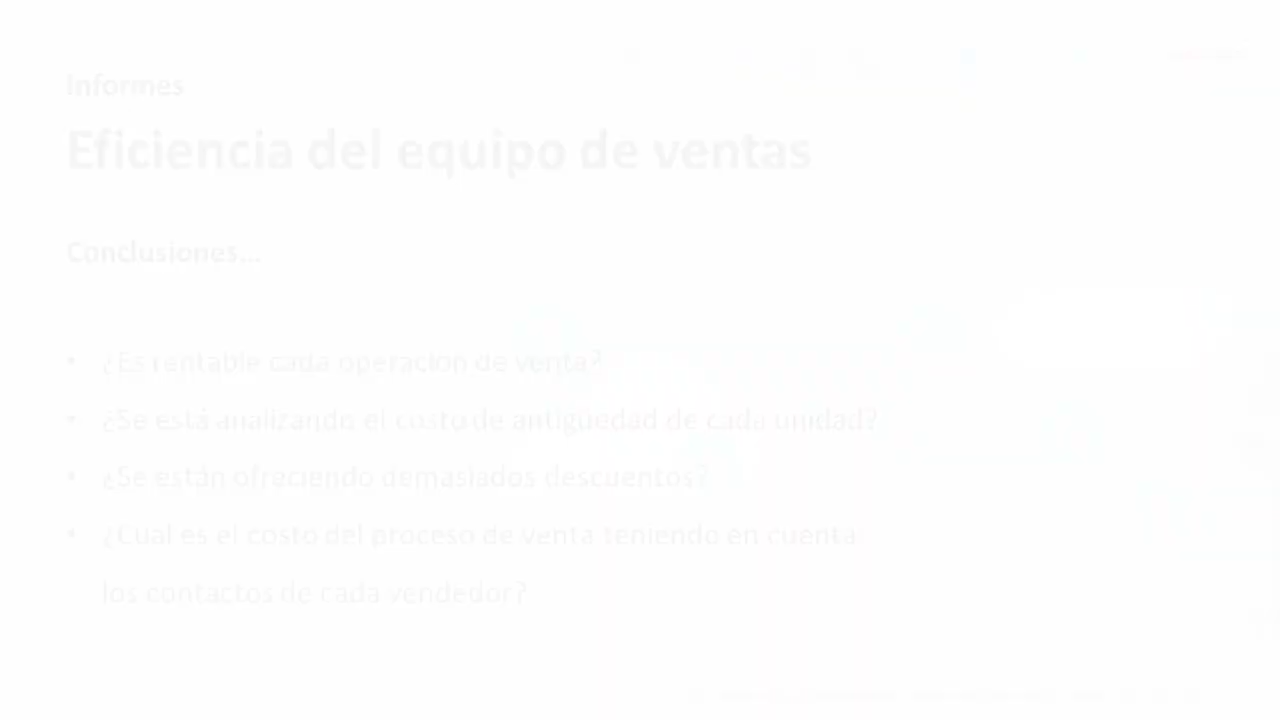 Informes
Eficiencia del equipo de ventas
Conclusiones...
• ¿Es rentable cada operación de venta?
• ¿Se está analizando el costo de antigüedad de cada unidad?
• ¿Se están ofreciendo demasiados descuentos?
• ¿Cual es el costo del proceso de venta teniendo en cuenta
los contactos de cada vendedor?